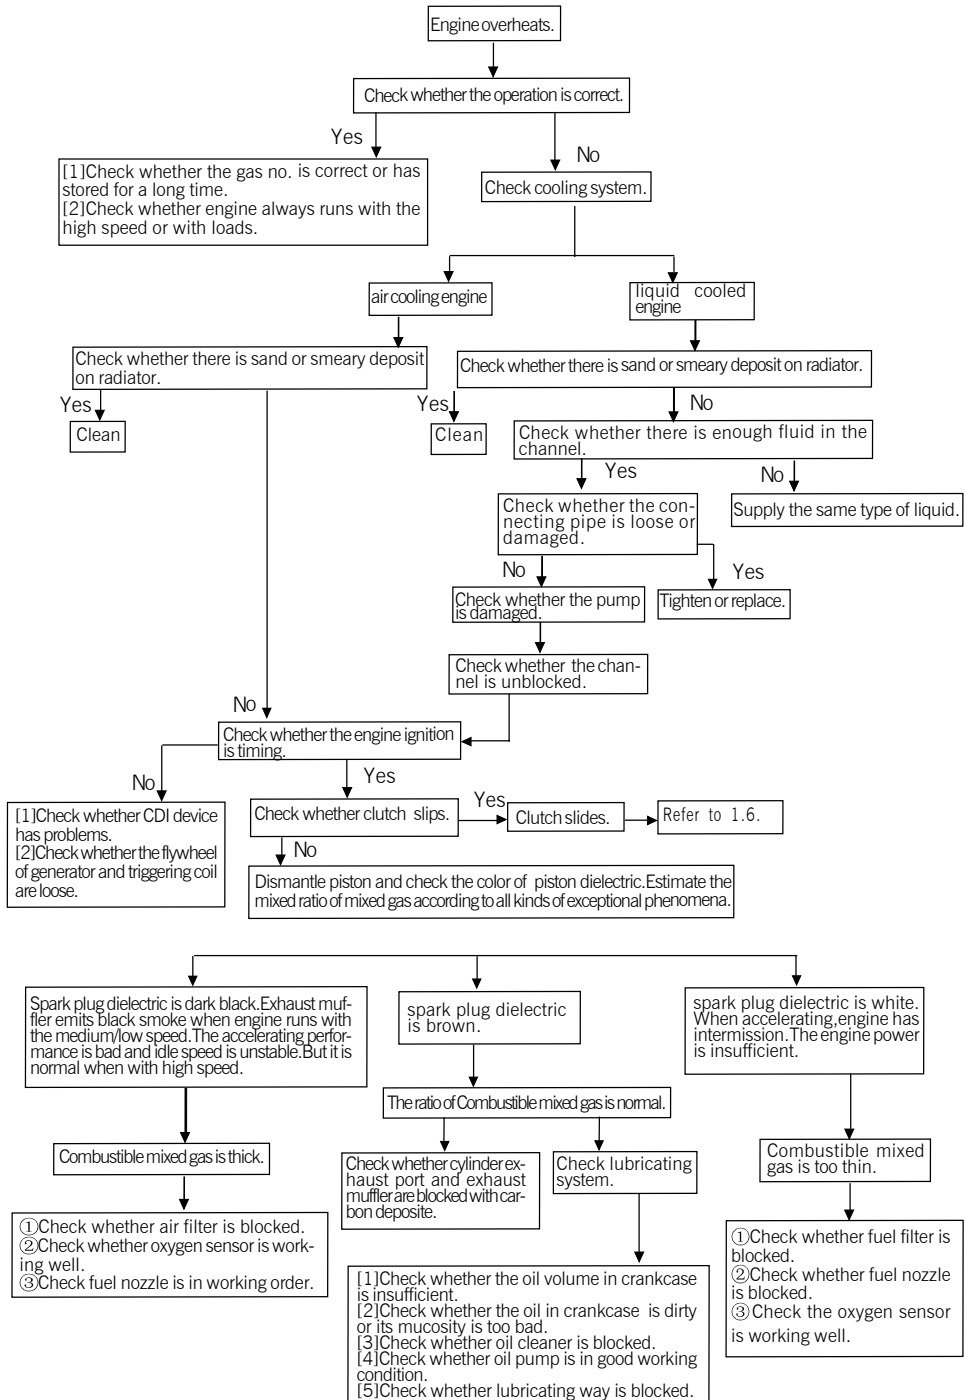 Engine overheats.
Check whether the operation is correct.
Yes
No
[1]Check whether the gas no. is correct or has
stored for a long time.
[2]Check whether engine always runs with the
high speed or with loads.
Check cooling system.
air cooling engine
liquid cooled
engine
Check whether there is sand or smeary deposit
on radiator.
Check whether there is sand or smeary deposit on radiator.
Yes
Clean
Yes
Clean
No
Check whether there is enough fluid in the
channel.
Yes
No
Check whether the con-
necting pipe is loose or
damaged.
Supply the same type of liquid.
No
Yes
Check whether the pump
is damaged.
Tighten or replace.
Check whether the chan-
nel is unblocked.
No
Check whether the engine ignition
is timing.
No
Yes
[1]Check whether CDI device
has problems.
[2]Check whether the flywheel
of generator and triggering coil
are loose.
Check whether clutch slips.
Yes
Clutch slides.
Refer to 1.6.
No
Dismantle piston and check the color of piston dielectric.Estimate the
mixed ratio of mixed gas according to all kinds of exceptional phenomena.
Spark plug dielectric is dark black.Exhaust muf-
fler emits black smoke when engine runs with
the medium/low speed.The accelerating perfor-
mance is bad and idle speed is unstable.But it is
normal when with high speed.
spark plug dielectric
is brown.
spark plug dielectric is white.
When accelerating,engine has
intermission.The engine power
is insufficient.
The ratio of Combustible mixed gas is normal.
Combustible mixed gas is thick.
Check whether cylinder ex-
haust port and exhaust
muffler are blocked with car-
bon deposite.
Check lubricating
system.
Combustible mixed
gas is too thin.
①Check whether air filter is blocked.
②Check whether oxygen sensor is work-
ing well.
③Check fuel nozzle is in working order.
①Check whether fuel filter is
blocked.
②Check whether fuel nozzle
is blocked.
③Check the oxygen sensor
is working well.
[1]Check whether the oil volume in crankcase
is insufficient.
[2]Check whether the oil in crankcase is dirty
or its mucosity is too bad.
[3]Check whether oil cleaner is blocked.
[4]Check whether oil pump is in good working
condition.
[5]Check whether lubricating way is blocked.